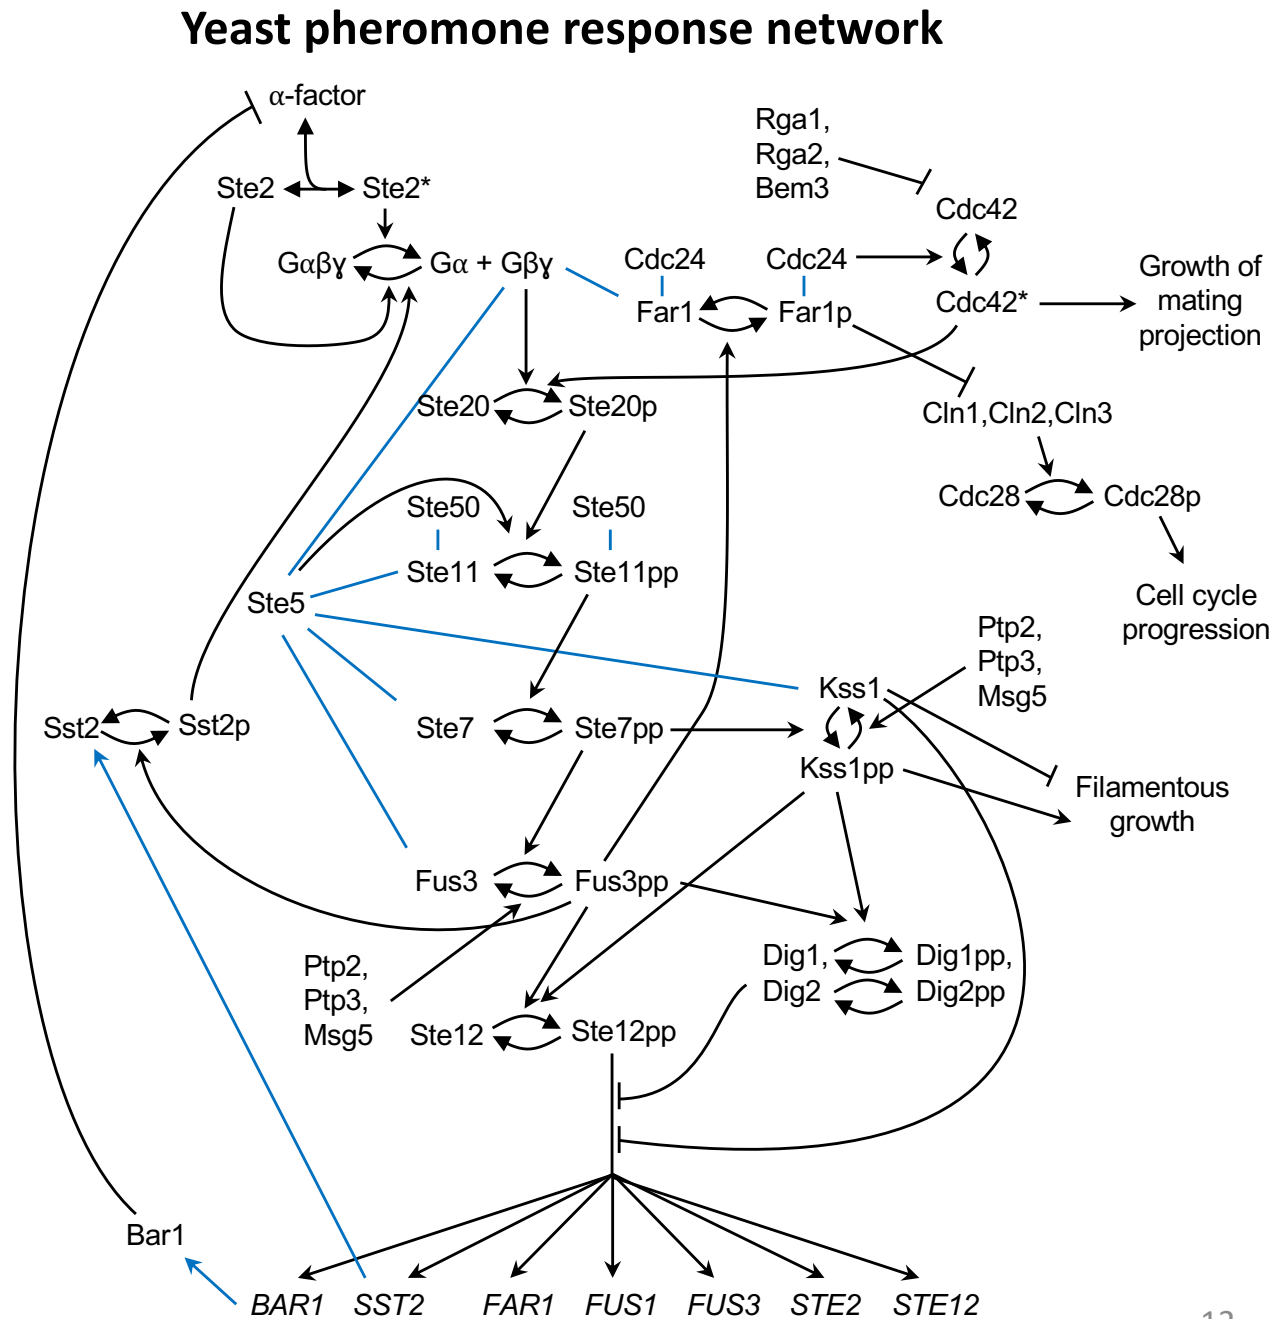 Yeast pheromone response network
α-factor
Rga1,
Rga2,
Bem3
Ste2
Ste2*
Cdc42
Gαβɣ
Gα + Gβɣ
Cdc24
Cdc24
Far1
Far1p
Cdc42*
Growth of
mating
projection
Ste20
Ste20p
Cln1,Cln2,Cln3
Ste50
Ste50
Cdc28
Cdc28p
Ste11
Ste11pp
Ste5
Cell cycle
progression
Ptp2,
Ptp3,
Msg5
Kss1
Sst2
Sst2p
Ste7
Ste7pp
Kss1pp
Filamentous
growth
Fus3
Fus3pp
Ptp2,
Ptp3,
Msg5
Dig1,
Dig2
Dig1pp,
Dig2pp
Ste12
Ste12pp
Bar1
BAR1
SST2
FAR1
FUS1
FUS3
STE2
STE12